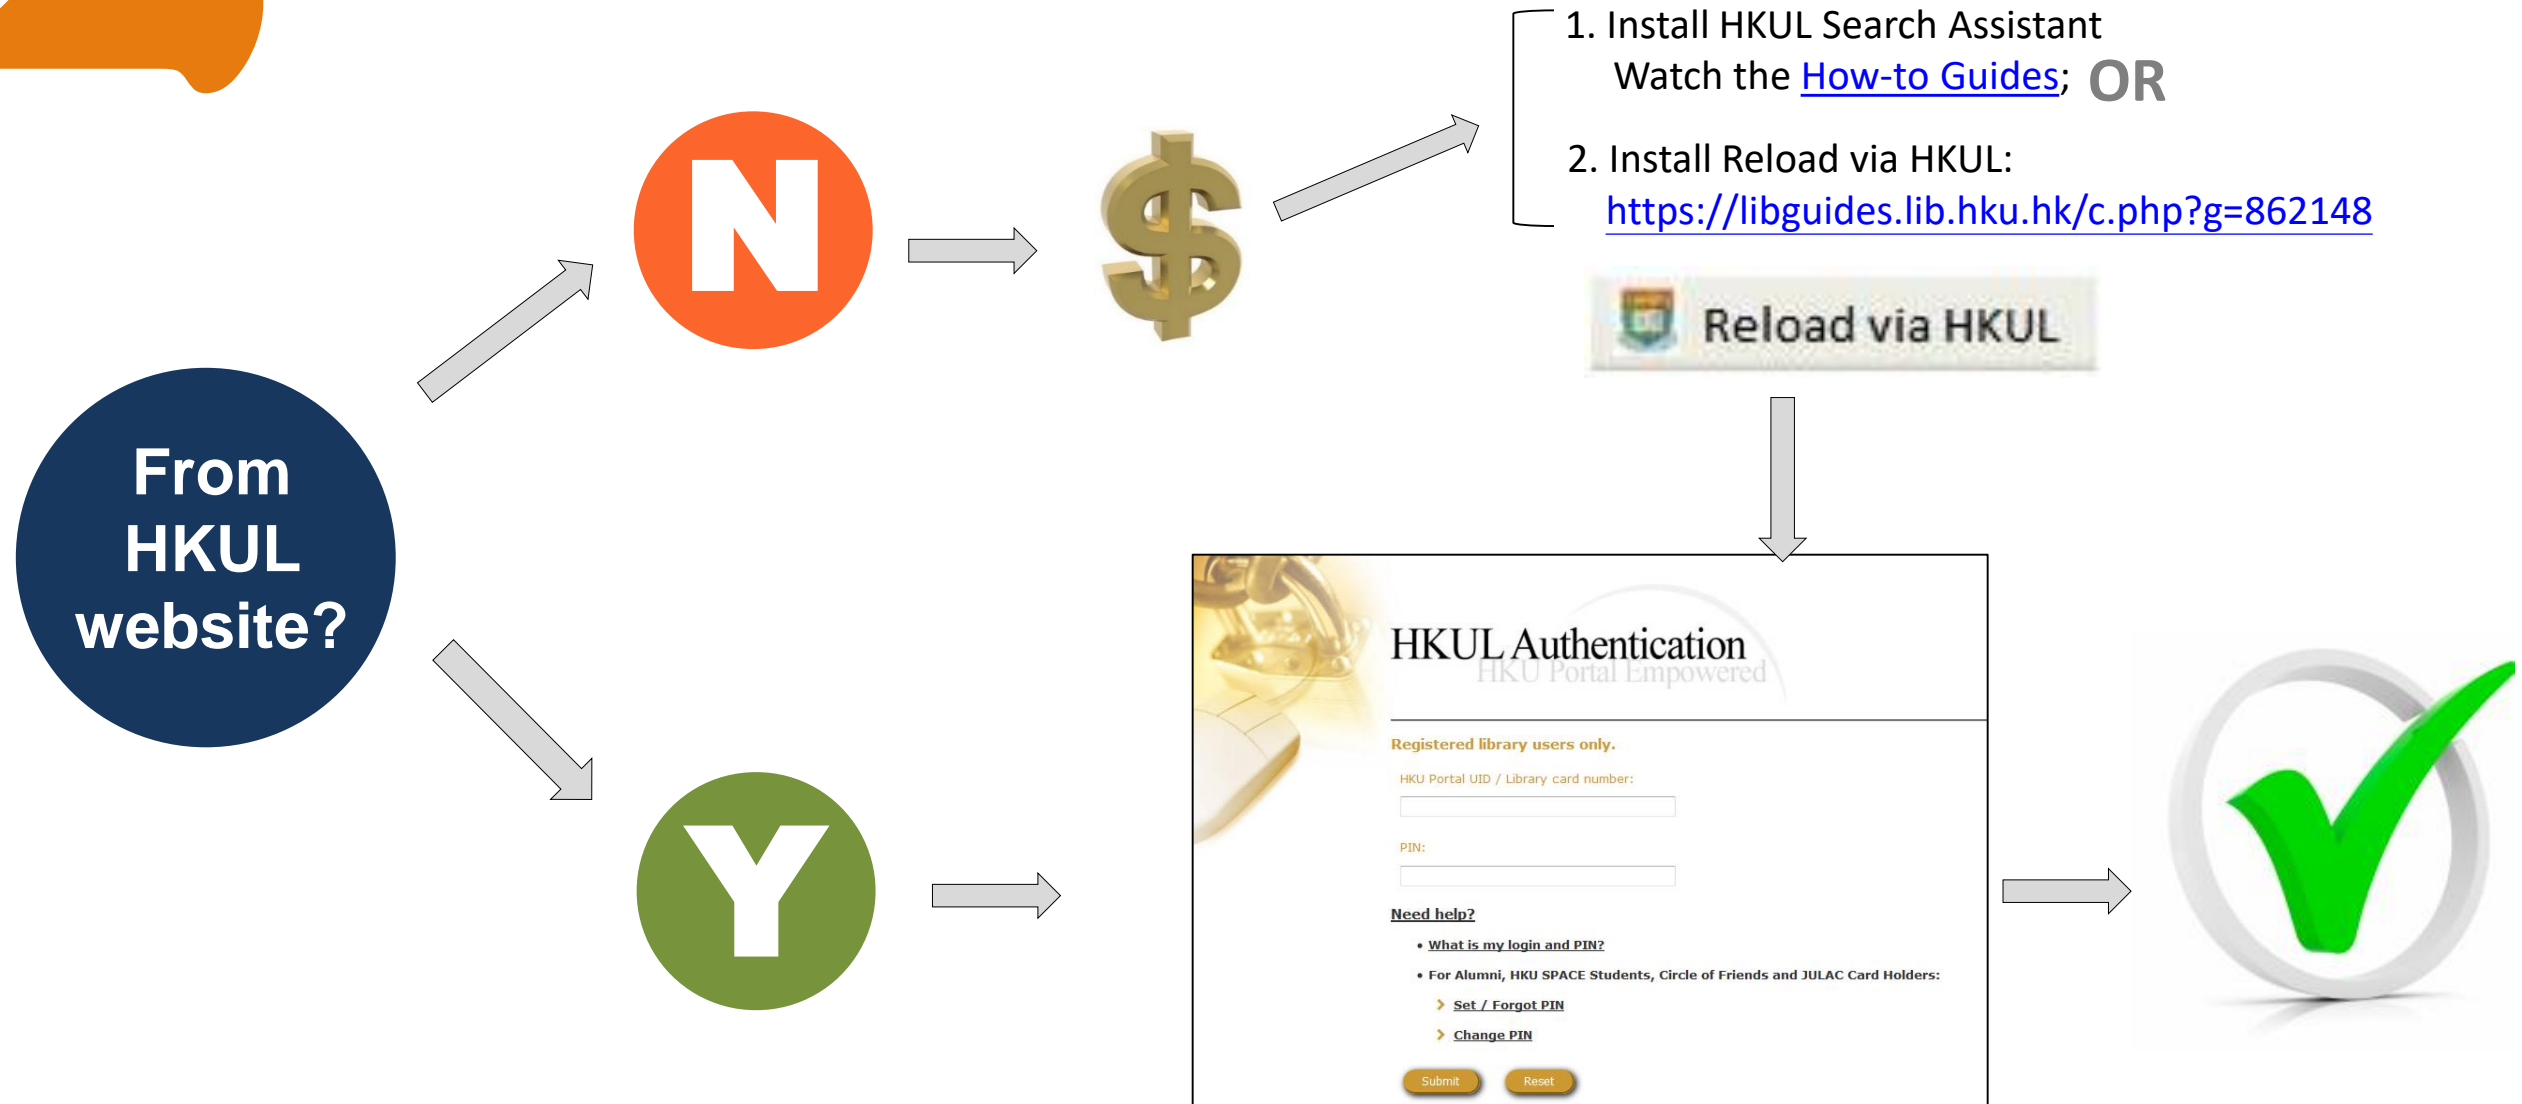 1. Install HKUL Search Assistant
Watch the How-to Guides; OR
2. Install Reload via HKUL:
https://libguides.lib.hku.hk/c.php?g=862148
Reload via HKUL
N
$
From
HKUL
website?
Y
HKUL Authentication
HKU Portal Empowered
Registered library users only.
HKU Portal UID / Library card number:
PIN:
Need help?
• What is my login and PIN?
• For Alumni, HKU SPACE Students, Circle of Friends and JULAC Card Holders:
Set / Forgot PIN
Change PIN
Submit Reset